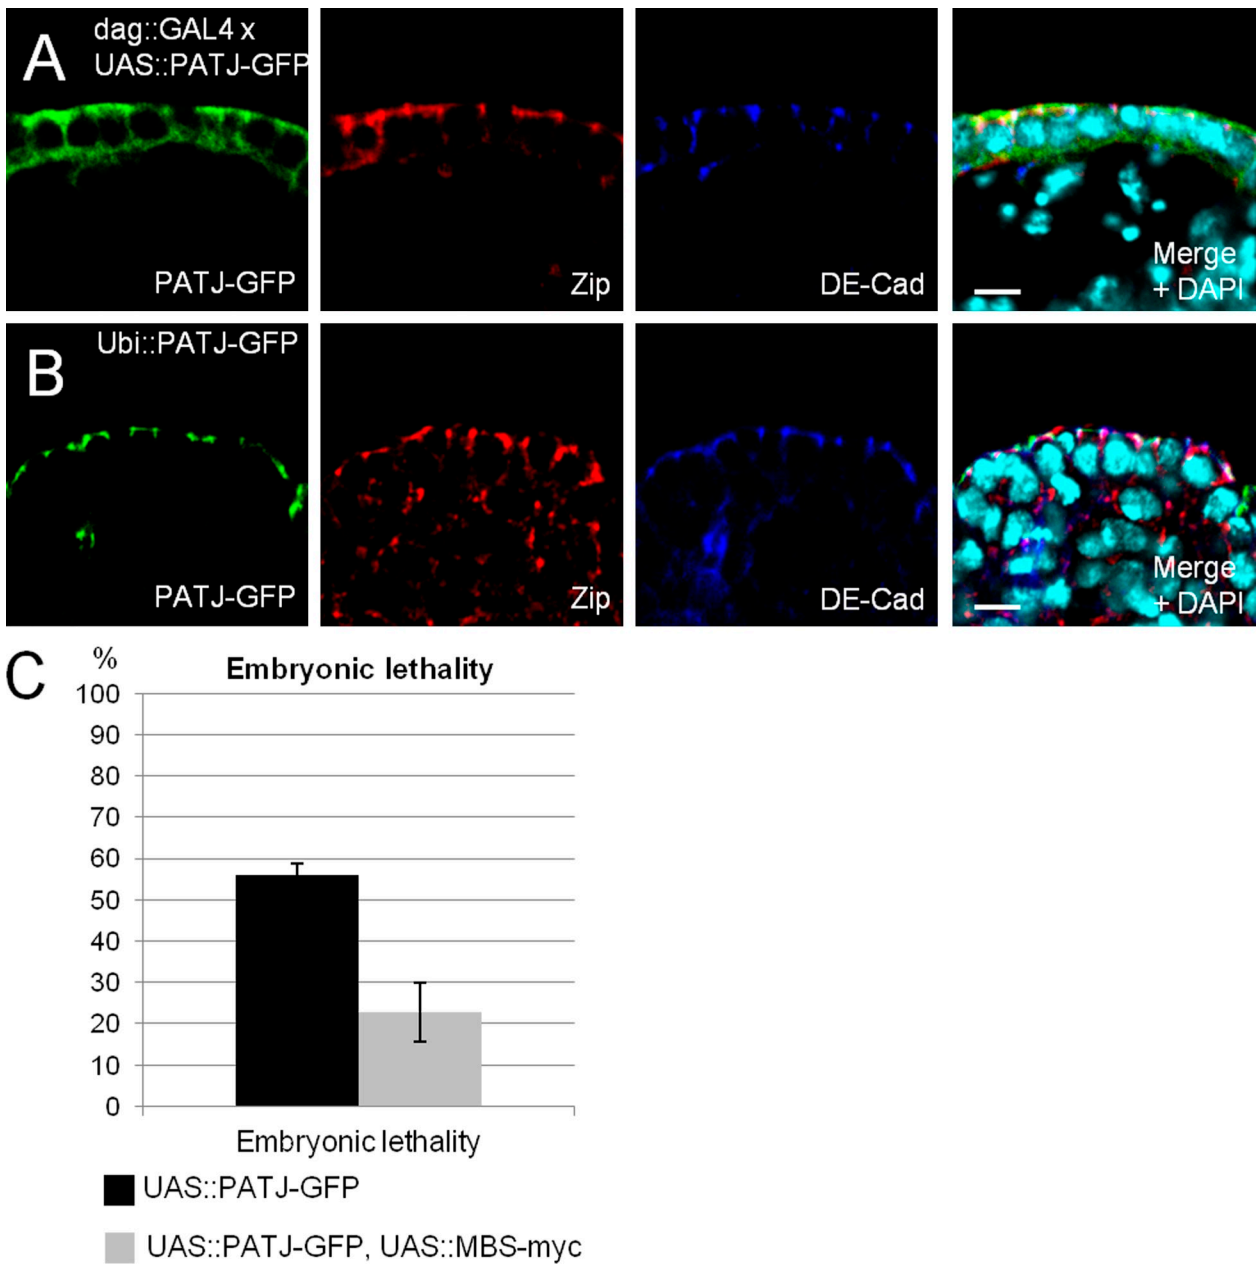 A
dag::GAL4 x
UAS::PATJ-GFP
PATJ-GFP
Zip
DE-Cad
Merge
+ DAPI
B
Ubi::PATJ-GFP
PATJ-GFP
Zip
DE-Cad
Merge
+ DAPI
C
%
Embryonic lethality
100
90
80
70
60
50
40
30
20
10
0
Embryonic lethality
UAS::PATJ-GFP
UAS::PATJ-GFP, UAS::MBS-myc